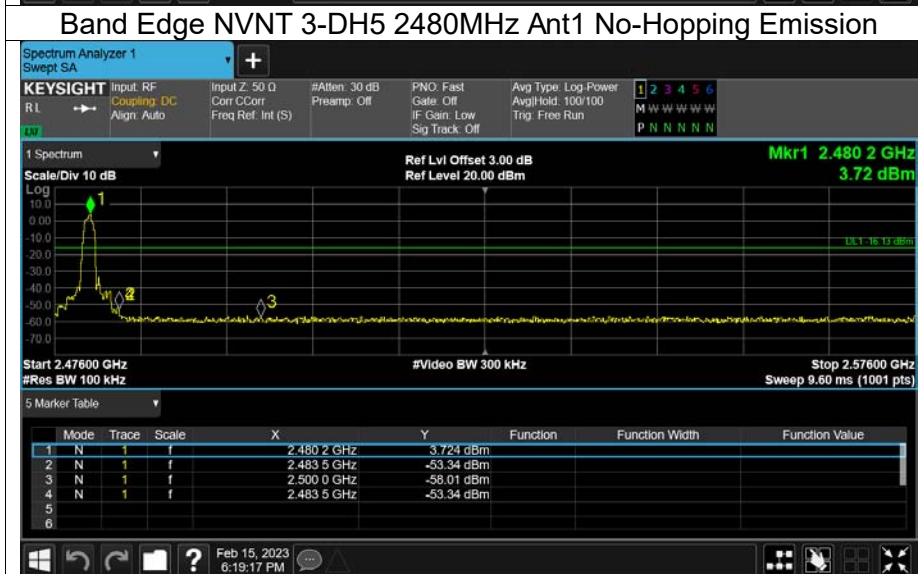 Band Edge NVNT 3-DH5 2480MHz Ant1 No-Hopping Emission
Spectrum Analyzer 1
Swept SA
+
KEYSIGHT Input: RF Input Z: 50 Ω #Atten: 30 dB PNO: Fast Avg Type: Log-Power 1 2 3 4 5 6
R L Coupling: DC Corr CCorr Preamp: Off Gate: Off Avg|Hold: 100/100 M W W W W W
Align: Auto Freq Ref: Int (S) IF Gain: Low Trig: Free Run
LXI Sig Track: Off P N N N N N
1 Spectrum Ref Lvl Offset 3.00 dB Mkr1 2.480 2 GHz
Scale/Div 10 dB Ref Level 20.00 dBm 3.72 dBm
Log
10.0 1
0.00
-10.0 DL1 -16.13 dBm
-20.0
-30.0
-40.0
-50.0 3
-60.0
-70.0
Start 2.47600 GHz #Video BW 300 kHz Stop 2.57600 GHz
#Res BW 100 kHz Sweep 9.60 ms (1001 pts)
5 Marker Table
Mode Trace Scale X Y Function Function Width Function Value
1 N 1 f 2.480 2 GHz 3.724 dBm
2 N 1 f 2.483 5 GHz -53.34 dBm
3 N 1 f 2.500 0 GHz -58.01 dBm
4 N 1 f 2.483 5 GHz -53.34 dBm
5
6
? Feb 15, 2023
6:19:17 PM